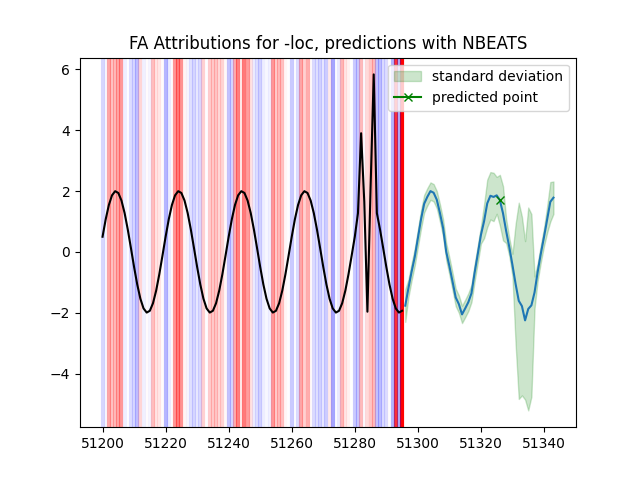 FA Attributions for -loc, predictions with NBEATS
standard deviation
predicted point
6
4
2
0
−2
−4
51200 51220 51240 51260 51280 51300 51320 51340